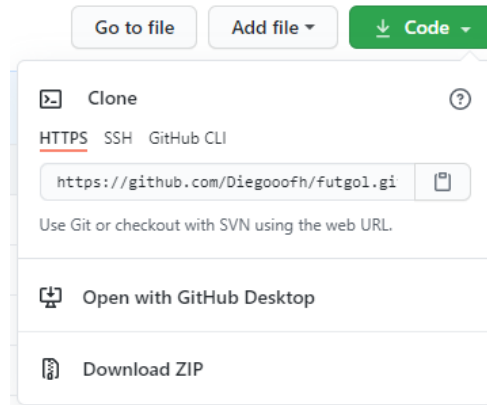 Go to file Add file Code
Clone
HTTPS SSH GitHub CLI
https://github.com/Diegooofh/futgol.gi
Use Git or checkout with SVN using the web URL.
Open with GitHub Desktop
Download ZIP